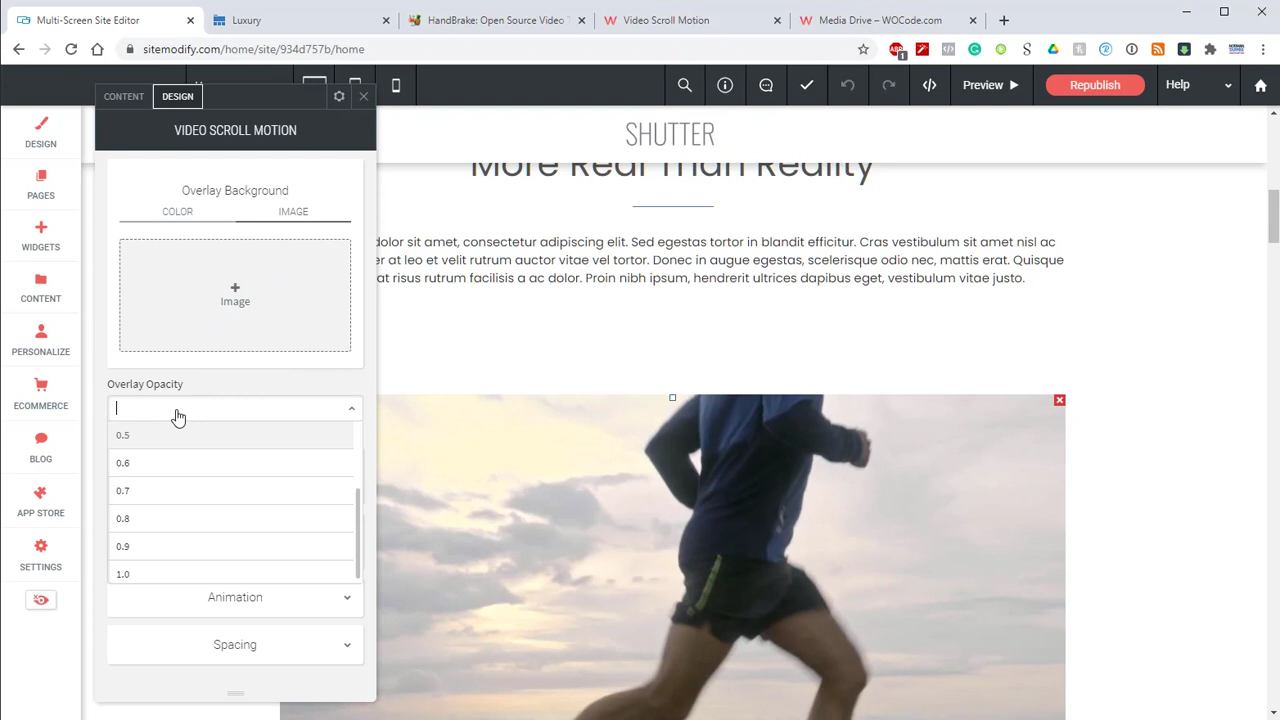 Multi-Screen Site Editor
Luxury
HandBrake: Open Source Video T
Video Scroll Motion
Media Drive – WOCode.com
sitemodify.com/home/site/934d757b/home
1
CONTENT
DESIGN
Preview
Republish
Help
VIDEO SCROLL MOTION
SHUTTER
DESIGN
PAGES
WIDGETS
CONTENT
PERSONALIZE
ECOMMERCE
BLOG
APP STORE
SETTINGS
Overlay Background
COLOR
IMAGE
Image
Overlay Opacity
0.5
0.6
0.7
0.8
0.9
1.0
Animation
Spacing
More Real Than Reality
dolor sit amet, consectetur adipiscing elit. Sed egestas tortor in blandit efficitur. Cras vestibulum sit amet nisl ac
er at leo et velit rutrum auctor vitae vel tortor. Donec in augue egestas, scelerisque odio nec, mattis erat. Quisque
at risus rutrum facilisis a ac dolor. Proin nibh ipsum, hendrerit ultrices dapibus eget, vestibulum vitae justo.